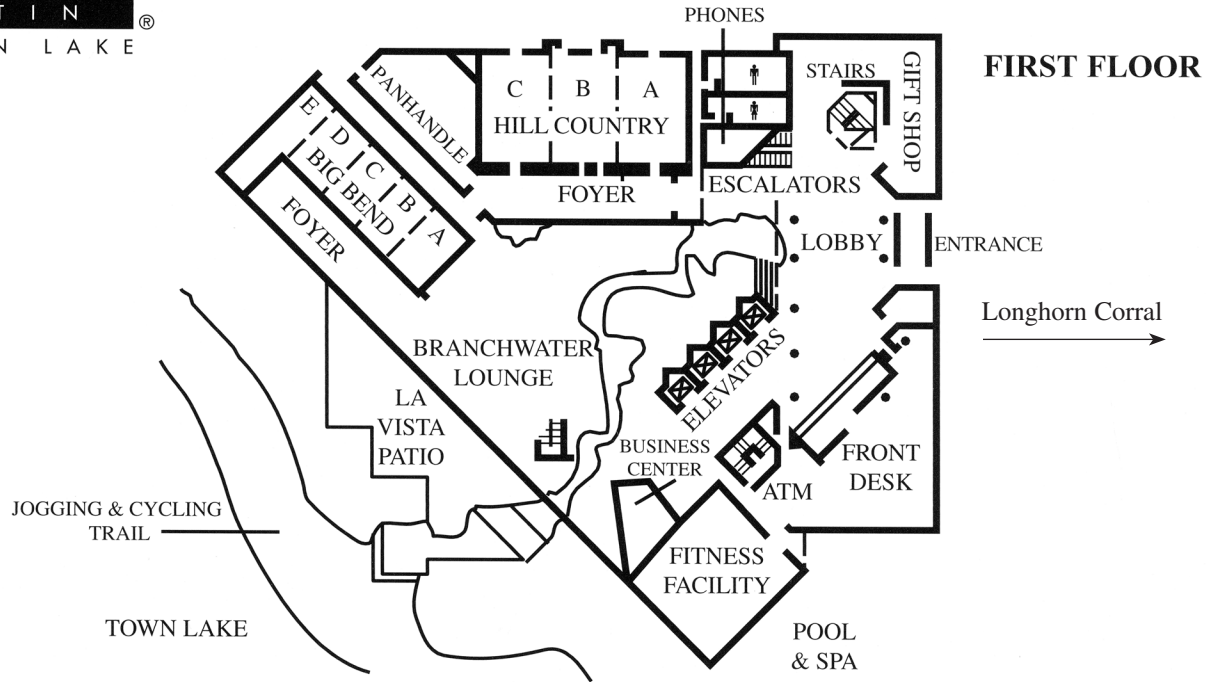 T I N ®
N LAKE
FIRST FLOOR
PHONES
STAIRS
GIFT SHOP
PANHANDLE
C B A
HILL COUNTRY
FOYER
ESCALATORS
E D C B A
BIG BEND
FOYER
LOBBY
ENTRANCE
Longhorn Corral
ELEVATORS
BRANCHWATER
LOUNGE
LA
VISTA
PATIO
BUSINESS
CENTER
ATM
FRONT
DESK
JOGGING & CYCLING
TRAIL
FITNESS
FACILITY
TOWN LAKE
POOL
& SPA